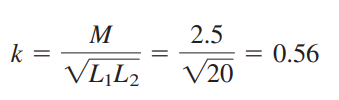 k = M / √L₁L₂ = 2.5 / √20 = 0.56